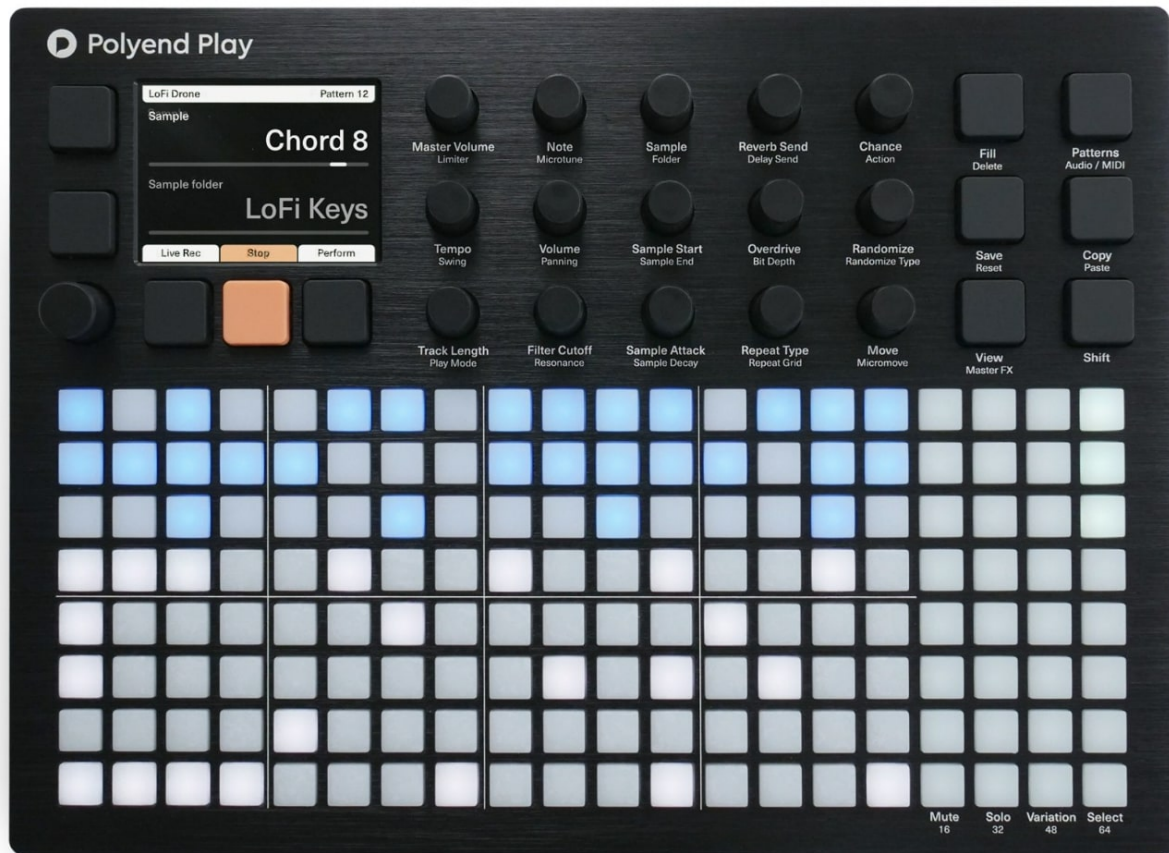 Polyend Play
LoFi Drone Pattern 12
Sample
Chord 8
Sample folder
LoFi Keys
Live Rec Stop Perform
Master Volume Note Sample Reverb Send Chance
Limiter Microtune Folder Delay Send Action
Fill Patterns
Delete Audio / MIDI
Tempo Volume Sample Start Overdrive Randomize
Swing Panning Sample End Bit Depth Randomize Type
Save Copy
Reset Paste
Track Length Filter Cutoff Sample Attack Repeat Type Move
Play Mode Resonance Sample Decay Repeat Grid Micromove
View Shift
Master FX
Mute Solo Variation Select
16 32 48 64